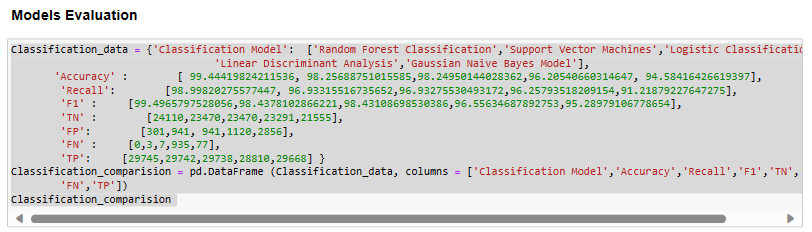 Models Evaluation
Classification_data = {'Classification Model':  ['Random Forest Classification','Support Vector Machines','Logistic Classificatio
'Linear Discriminant Analysis','Gaussian Naive Bayes Model'],
'Accuracy' :       [ 99.44419824211536, 98.25688751015585,98.24950144028362,96.20540660314647, 94.58416426619397],
'Recall':       [98.99820275577447, 96.93315516735652,96.93275530493172,96.25793518209154,91.21879227647275],
'F1' :     [99.4965797528056,98.4378102866221,98.43108698530386,96.55634687892753,95.28979106778654],
'TN' :       [24110,23470,23470,23291,21555],
'FP':       [301,941, 941,1120,2856],
'FN' :     [0,3,7,935,77],
'TP':     [29745,29742,29738,28810,29668] }
Classification_comparision = pd.DataFrame (Classification_data, columns = ['Classification Model','Accuracy','Recall','F1','TN',
'FN','TP'])
Classification_comparision